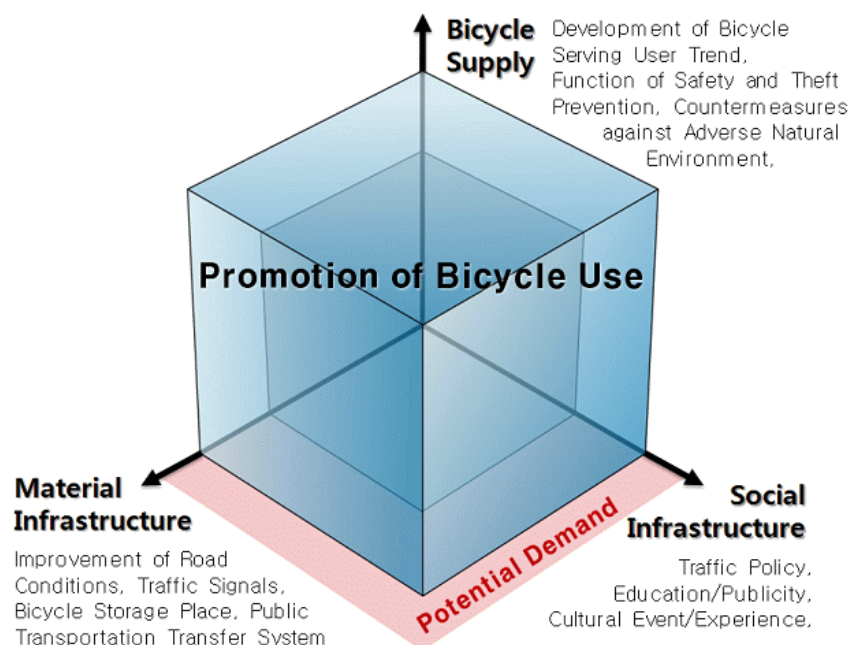 Bicycle
Supply
Development of Bicycle
Serving User Trend,
Function of Safety and Theft
Prevention, Countermeasures
against Adverse Natural
Environment,
Promotion of Bicycle Use
Material
Infrastructure
Improvement of Road
Conditions, Traffic Signals,
Bicycle Storage Place, Public
Transportation Transfer System
Potential Demand
Social
Infrastructure
Traffic Policy,
Education/Publicity,
Cultural Event/Experience,